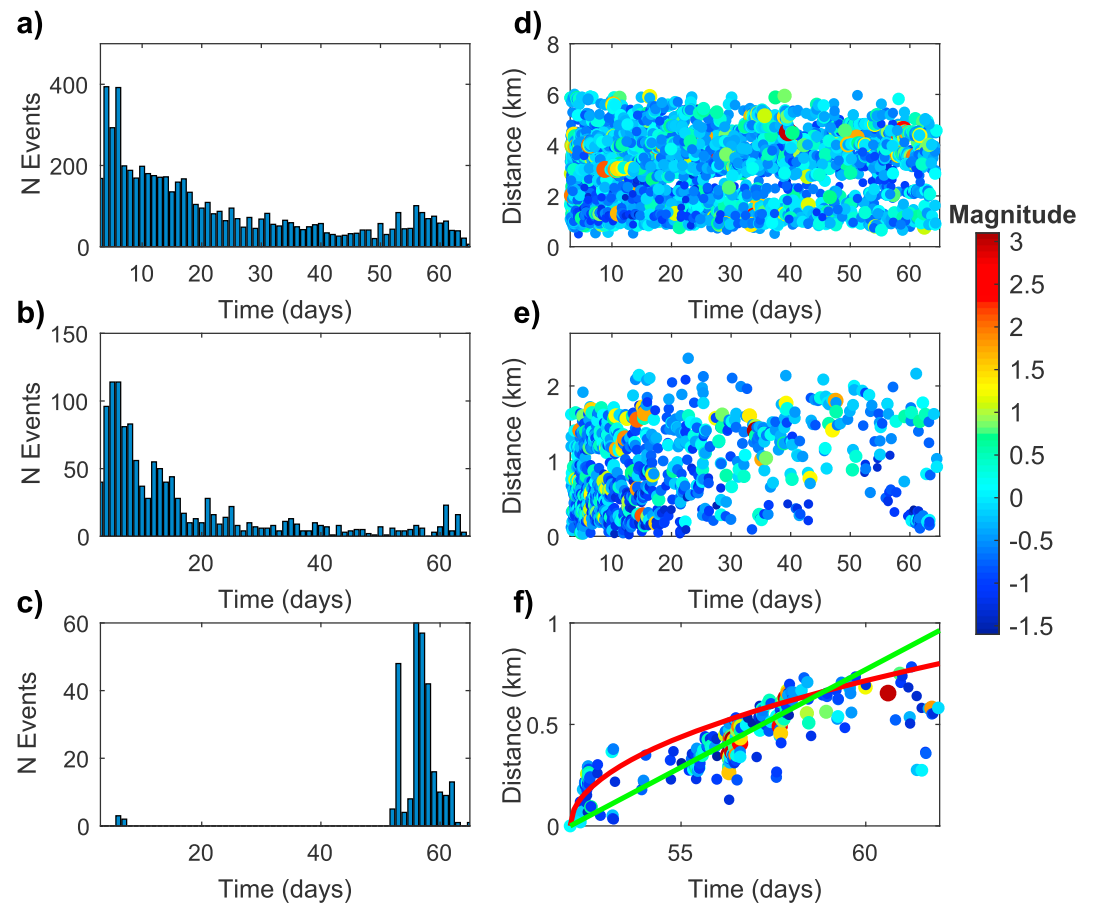 a)
N Events
400
200
0
10 20 30 40 50 60
Time (days)
b)
N Events
150
100
50
0
20 40 60
Time (days)
c)
N Events
60
40
20
0
20 40 60
Time (days)
d)
Distance (km)
8
6
4
2
0
10 20 30 40 50 60
Time (days)
e)
Distance (km)
2
1
0
10 20 30 40 50 60
Time (days)
f)
Distance (km)
1
0.5
0
55 60
Time (days)
Magnitude
3
2.5
2
1.5
1
0.5
0
-0.5
-1
-1.5